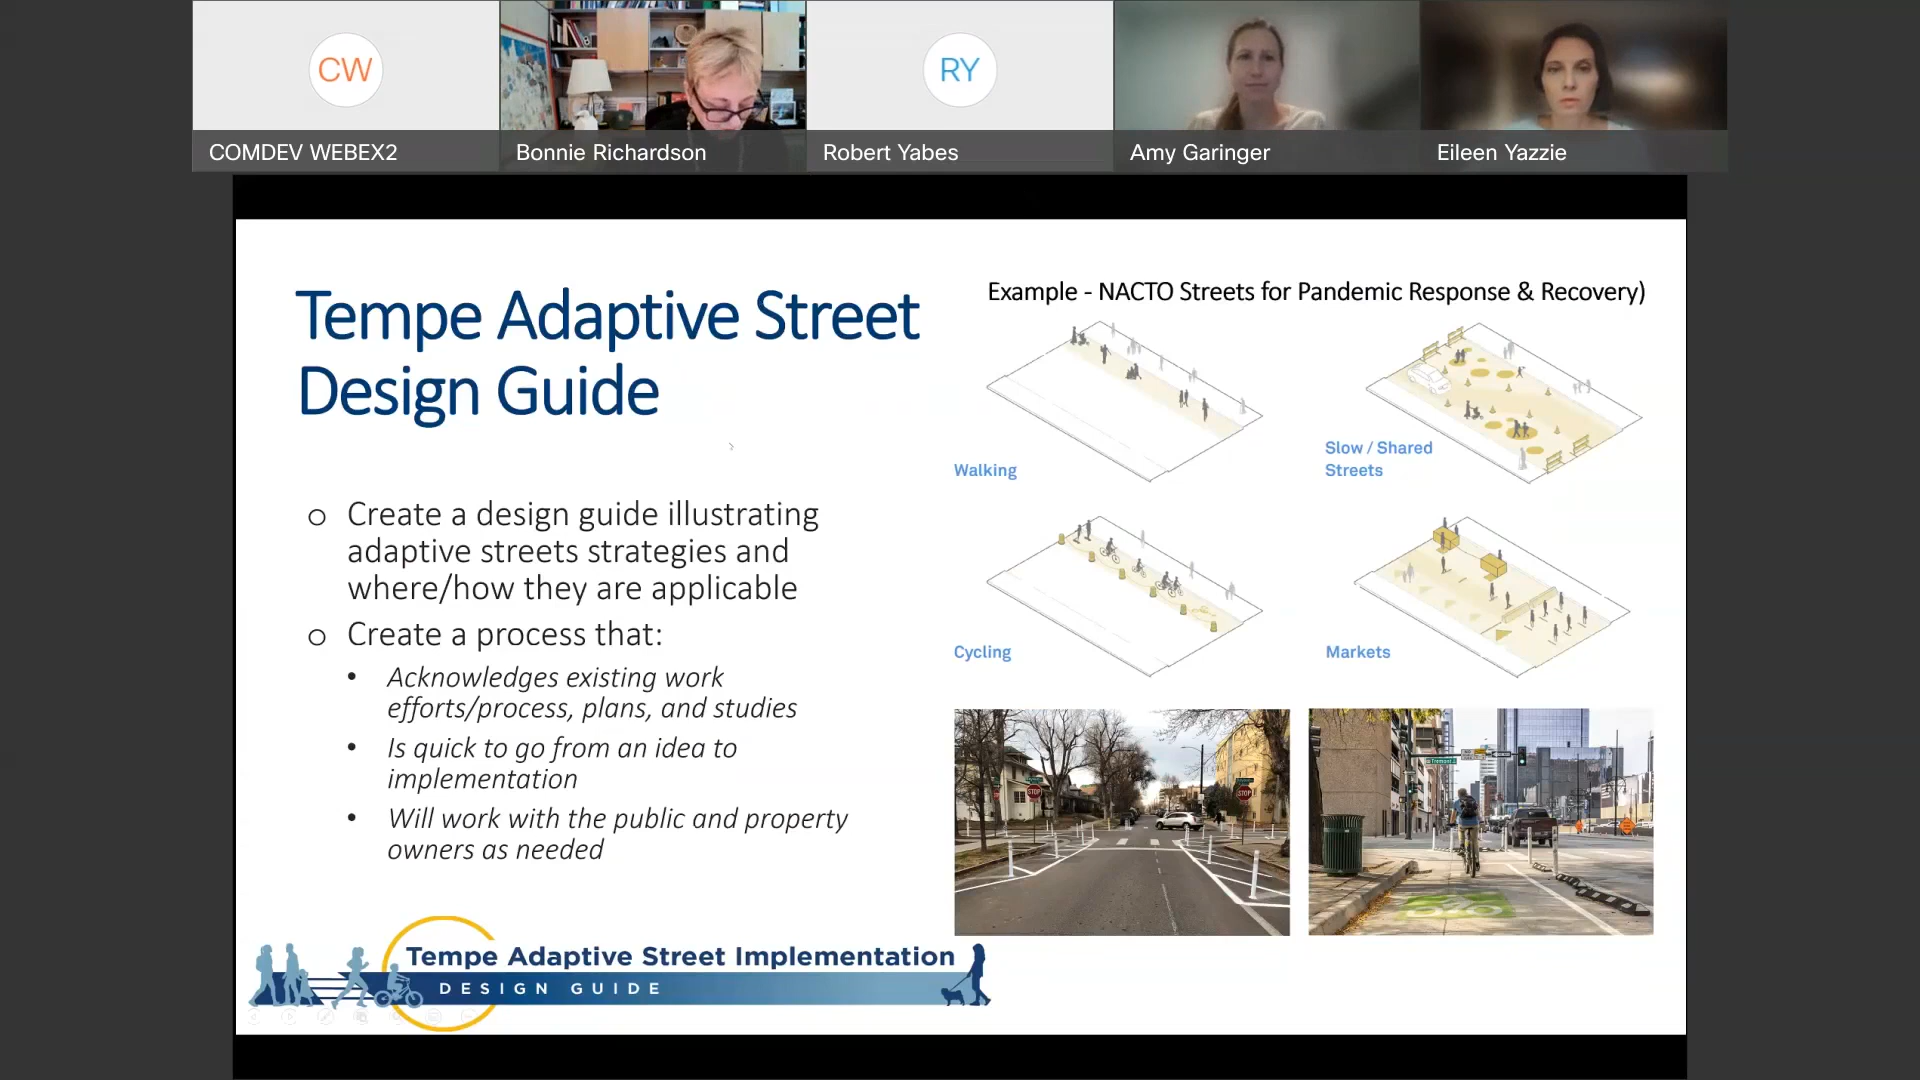 CW
RY
COMDEV WEBEX2
Bonnie Richardson
Robert Yabes
Amy Garinger
Eileen Yazzie
Tempe Adaptive Street
Design Guide
o Create a design guide illustrating
adaptive streets strategies and
where/how they are applicable
o Create a process that:
• Acknowledges existing work
efforts/process, plans, and studies
• Is quick to go from an idea to
implementation
• Will work with the public and property
owners as needed
Example - NACTO Streets for Pandemic Response & Recovery)
Walking
Slow / Shared
Streets
Cycling
Markets
STOP
STOP
Tremont
Tempe Adaptive Street Implementation
DESIGN GUIDE